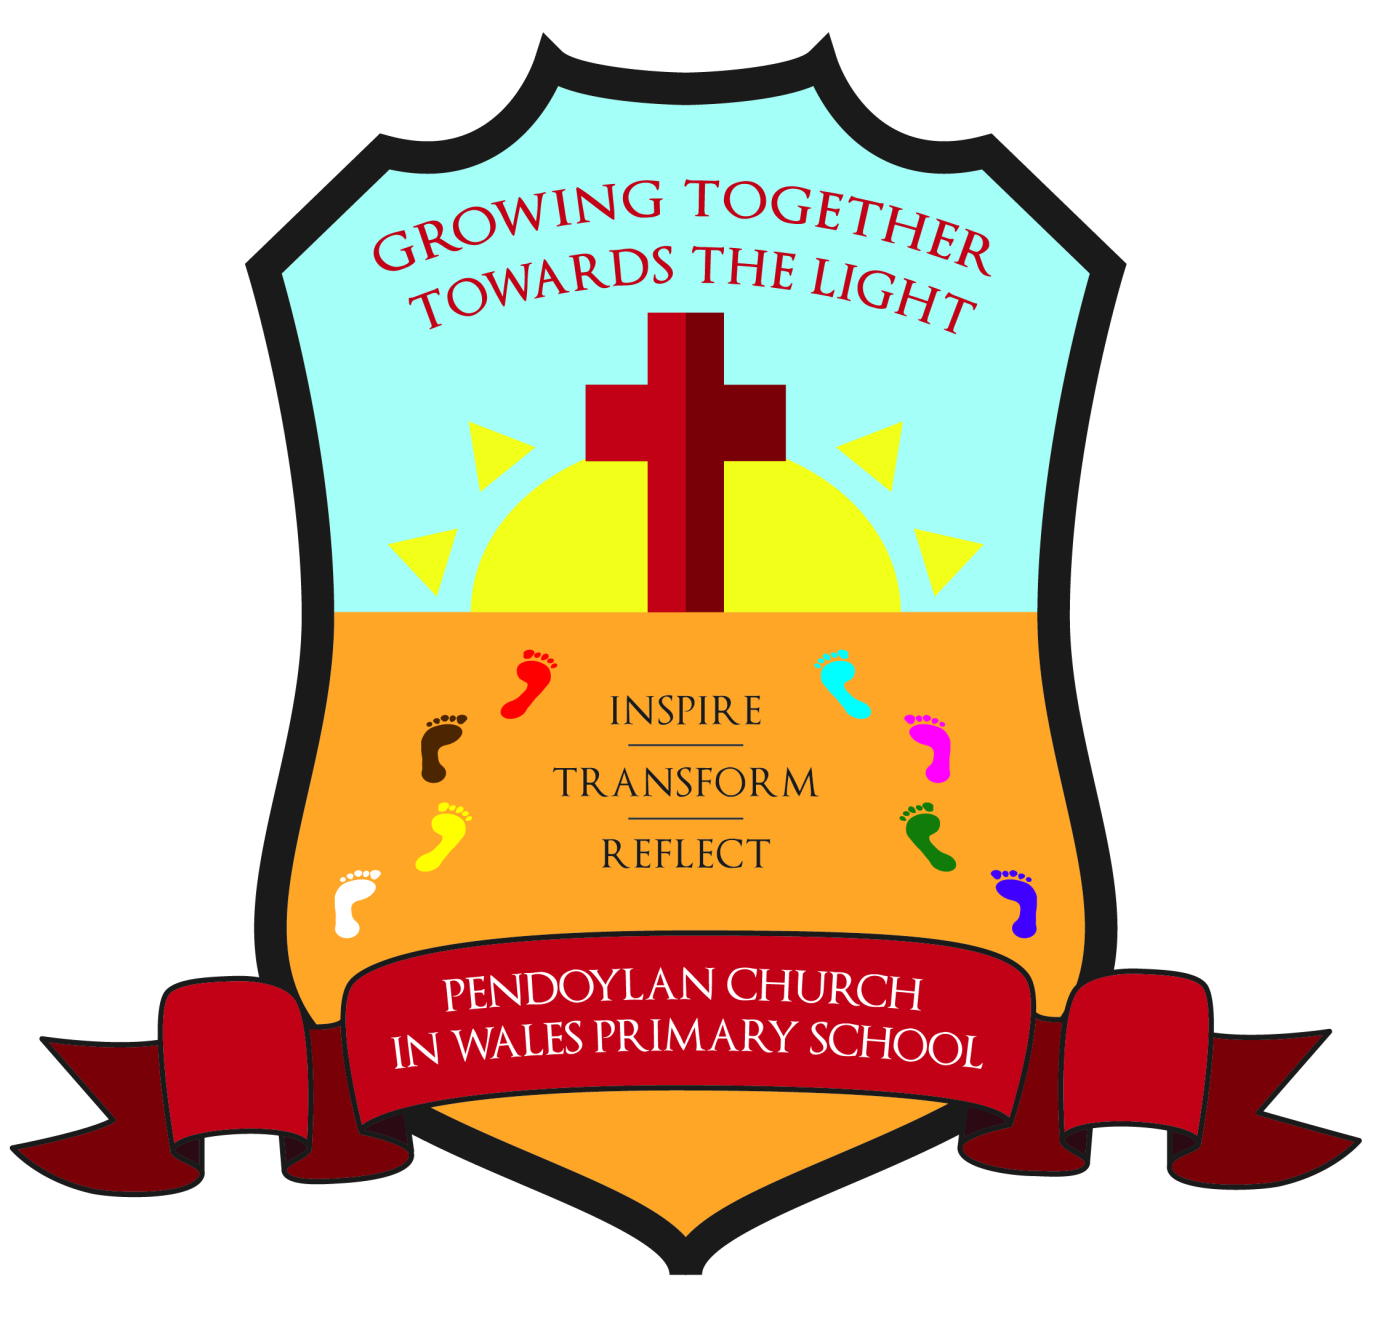 GROWING TOGETHER
TOWARDS THE LIGHT
INSPIRE
TRANSFORM
REFLECT
PENDOYLAN CHURCH
IN WALES PRIMARY SCHOOL